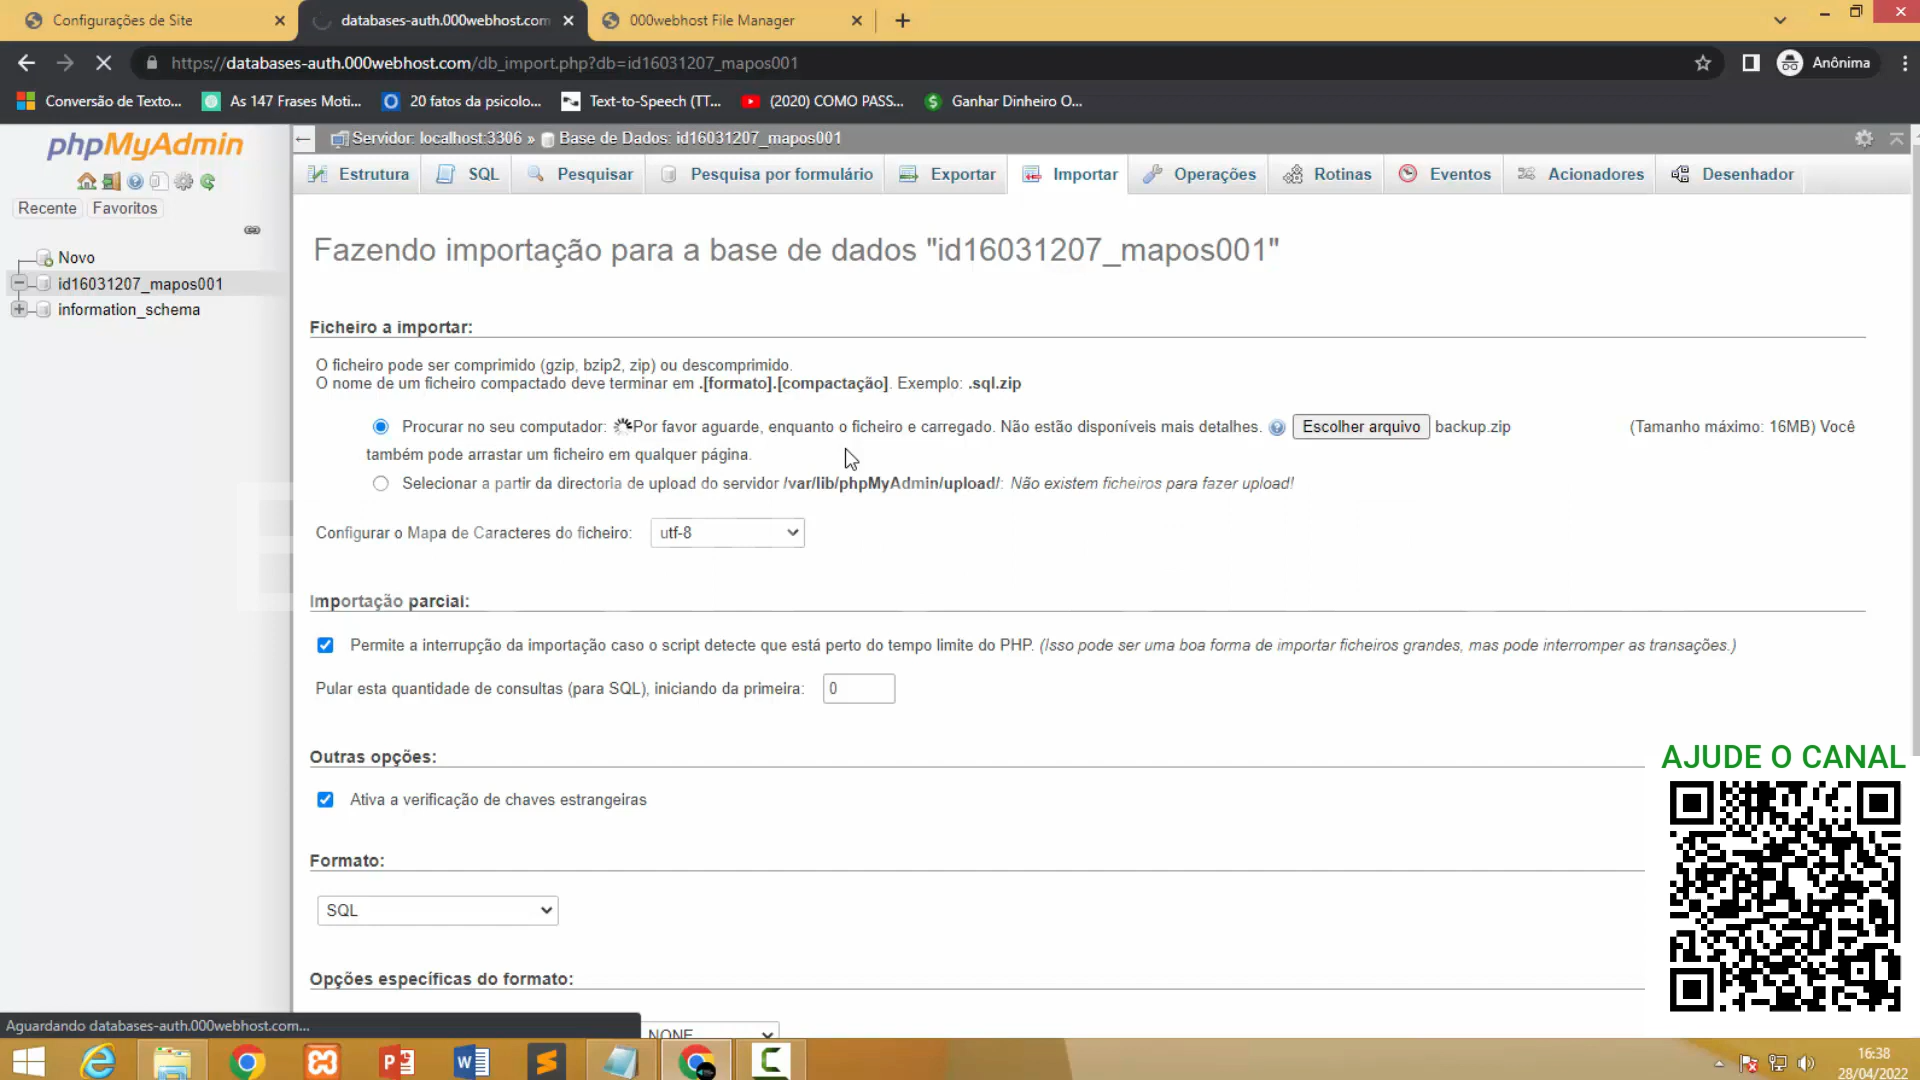 Configurações de Site
databases-auth.000webhost.com
000webhost File Manager
https://databases-auth.000webhost.com/db_import.php?db=id16031207_mapos001
Anônima
Conversão de Texto...
As 147 Frases Moti...
20 fatos da psicolo...
Text-to-Speech (TT...
(2020) COMO PASS...
Ganhar Dinheiro O...
phpMyAdmin
Recente
Favoritos
Novo
id16031207_mapos001
information_schema
Servidor: localhost:3306 » Base de Dados: id16031207_mapos001
Estrutura
SQL
Pesquisar
Pesquisa por formulário
Exportar
Importar
Operações
Rotinas
Eventos
Acionadores
Desenhador
Fazendo importação para a base de dados "id16031207_mapos001"
Ficheiro a importar:
O ficheiro pode ser comprimido (gzip, bzip2, zip) ou descomprimido.
O nome de um ficheiro compactado deve terminar em .[formato].[compactação]. Exemplo: .sql.zip
Procurar no seu computador: Por favor aguarde, enquanto o ficheiro e carregado. Não estão disponíveis mais detalhes. Escolher arquivo backup.zip (Tamanho máximo: 16MB) Você
também pode arrastar um ficheiro em qualquer página.
Selecionar a partir da directoria de upload do servidor /var/lib/phpMyAdmin/upload/: Não existem ficheiros para fazer upload!
Configurar o Mapa de Caracteres do ficheiro: utf-8
Importação parcial:
Permite a interrupção da importação caso o script detecte que está perto do tempo limite do PHP. (Isso pode ser uma boa forma de importar ficheiros grandes, mas pode interromper as transações.)
Pular esta quantidade de consultas (para SQL), iniciando da primeira: 0
Outras opções:
Ativa a verificação de chaves estrangeiras
Formato:
SQL
Opções específicas do formato:
NONE
AJUDE O CANAL
Aguardando databases-auth.000webhost.com...
16:38
28/04/2022